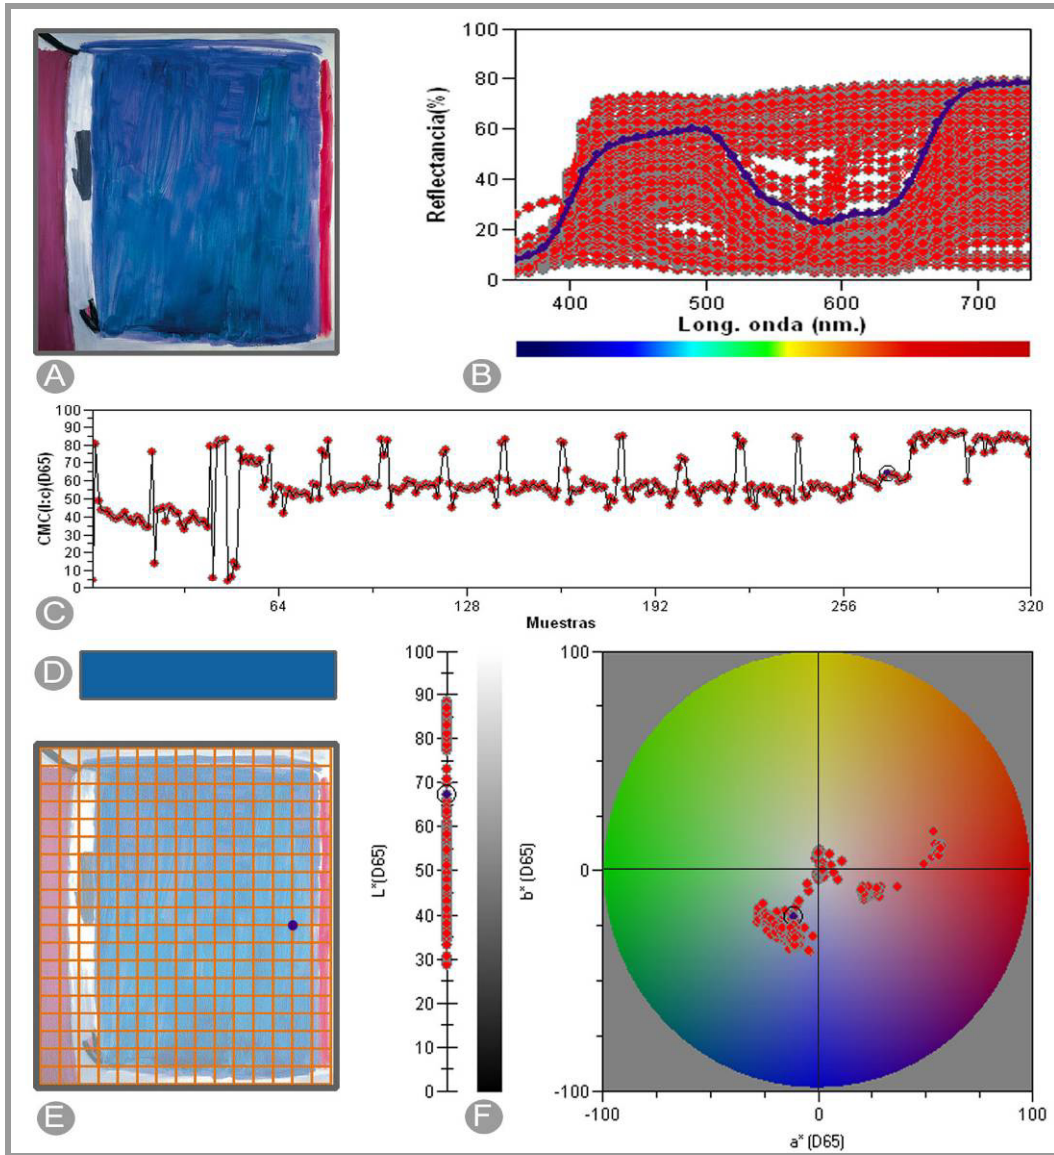 A
Reflectancia(%)
100
80
60
40
20
0
400 500 600 700
Long. onda (nm.)
B
CMC(l:c)(D65)
100
90
80
70
60
50
40
30
20
10
0
64 128 192 256 320
Muestras
C
D
E
L*(D65)
100
90
80
70
60
50
40
30
20
10
0
F
b* (D65)
100
0
-100
-100 0 100
a* (D65)